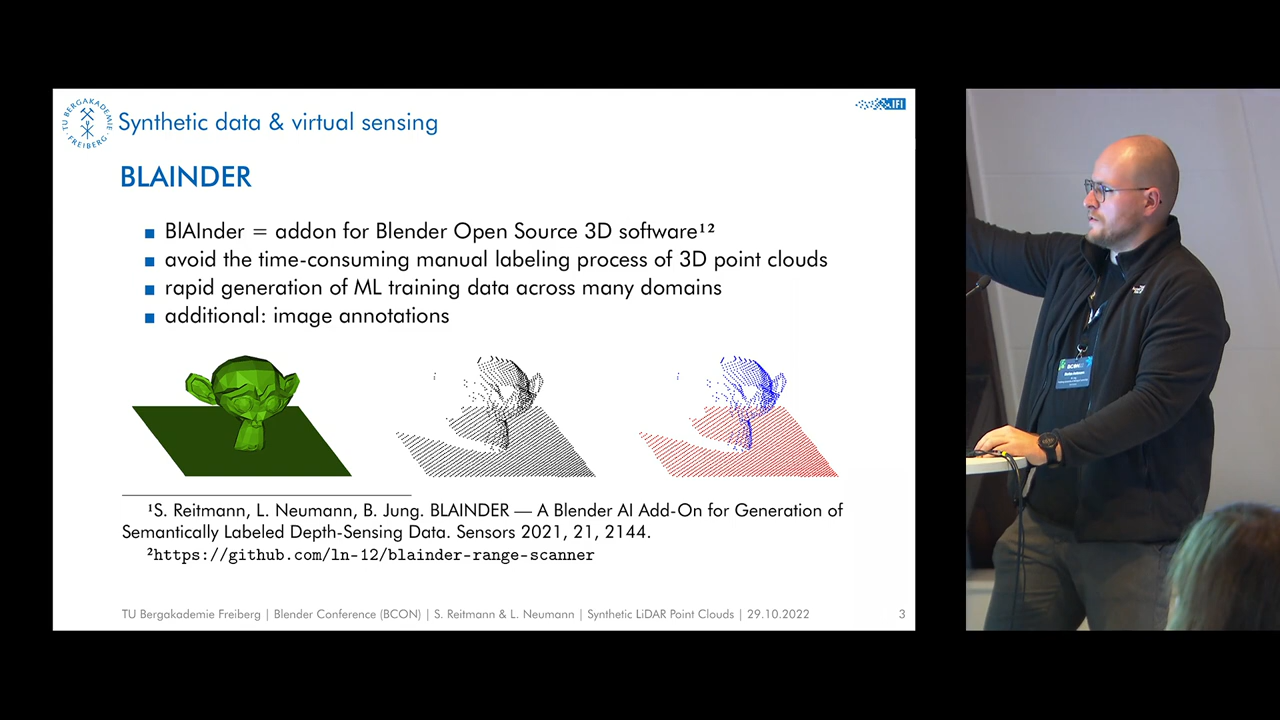 TU BERGAKADEMIE FREIBERG
IFI
Synthetic data & virtual sensing
BLAINDER
BlAInder = addon for Blender Open Source 3D software¹²
avoid the time-consuming manual labeling process of 3D point clouds
rapid generation of ML training data across many domains
additional: image annotations
¹S. Reitmann, L. Neumann, B. Jung. BLAINDER — A Blender AI Add-On for Generation of
Semantically Labeled Depth-Sensing Data. Sensors 2021, 21, 2144.
²https://github.com/ln-12/blainder-range-scanner
TU Bergakademie Freiberg | Blender Conference (BCON) | S. Reitmann & L. Neumann | Synthetic LiDAR Point Clouds | 29.10.2022
3
BCON